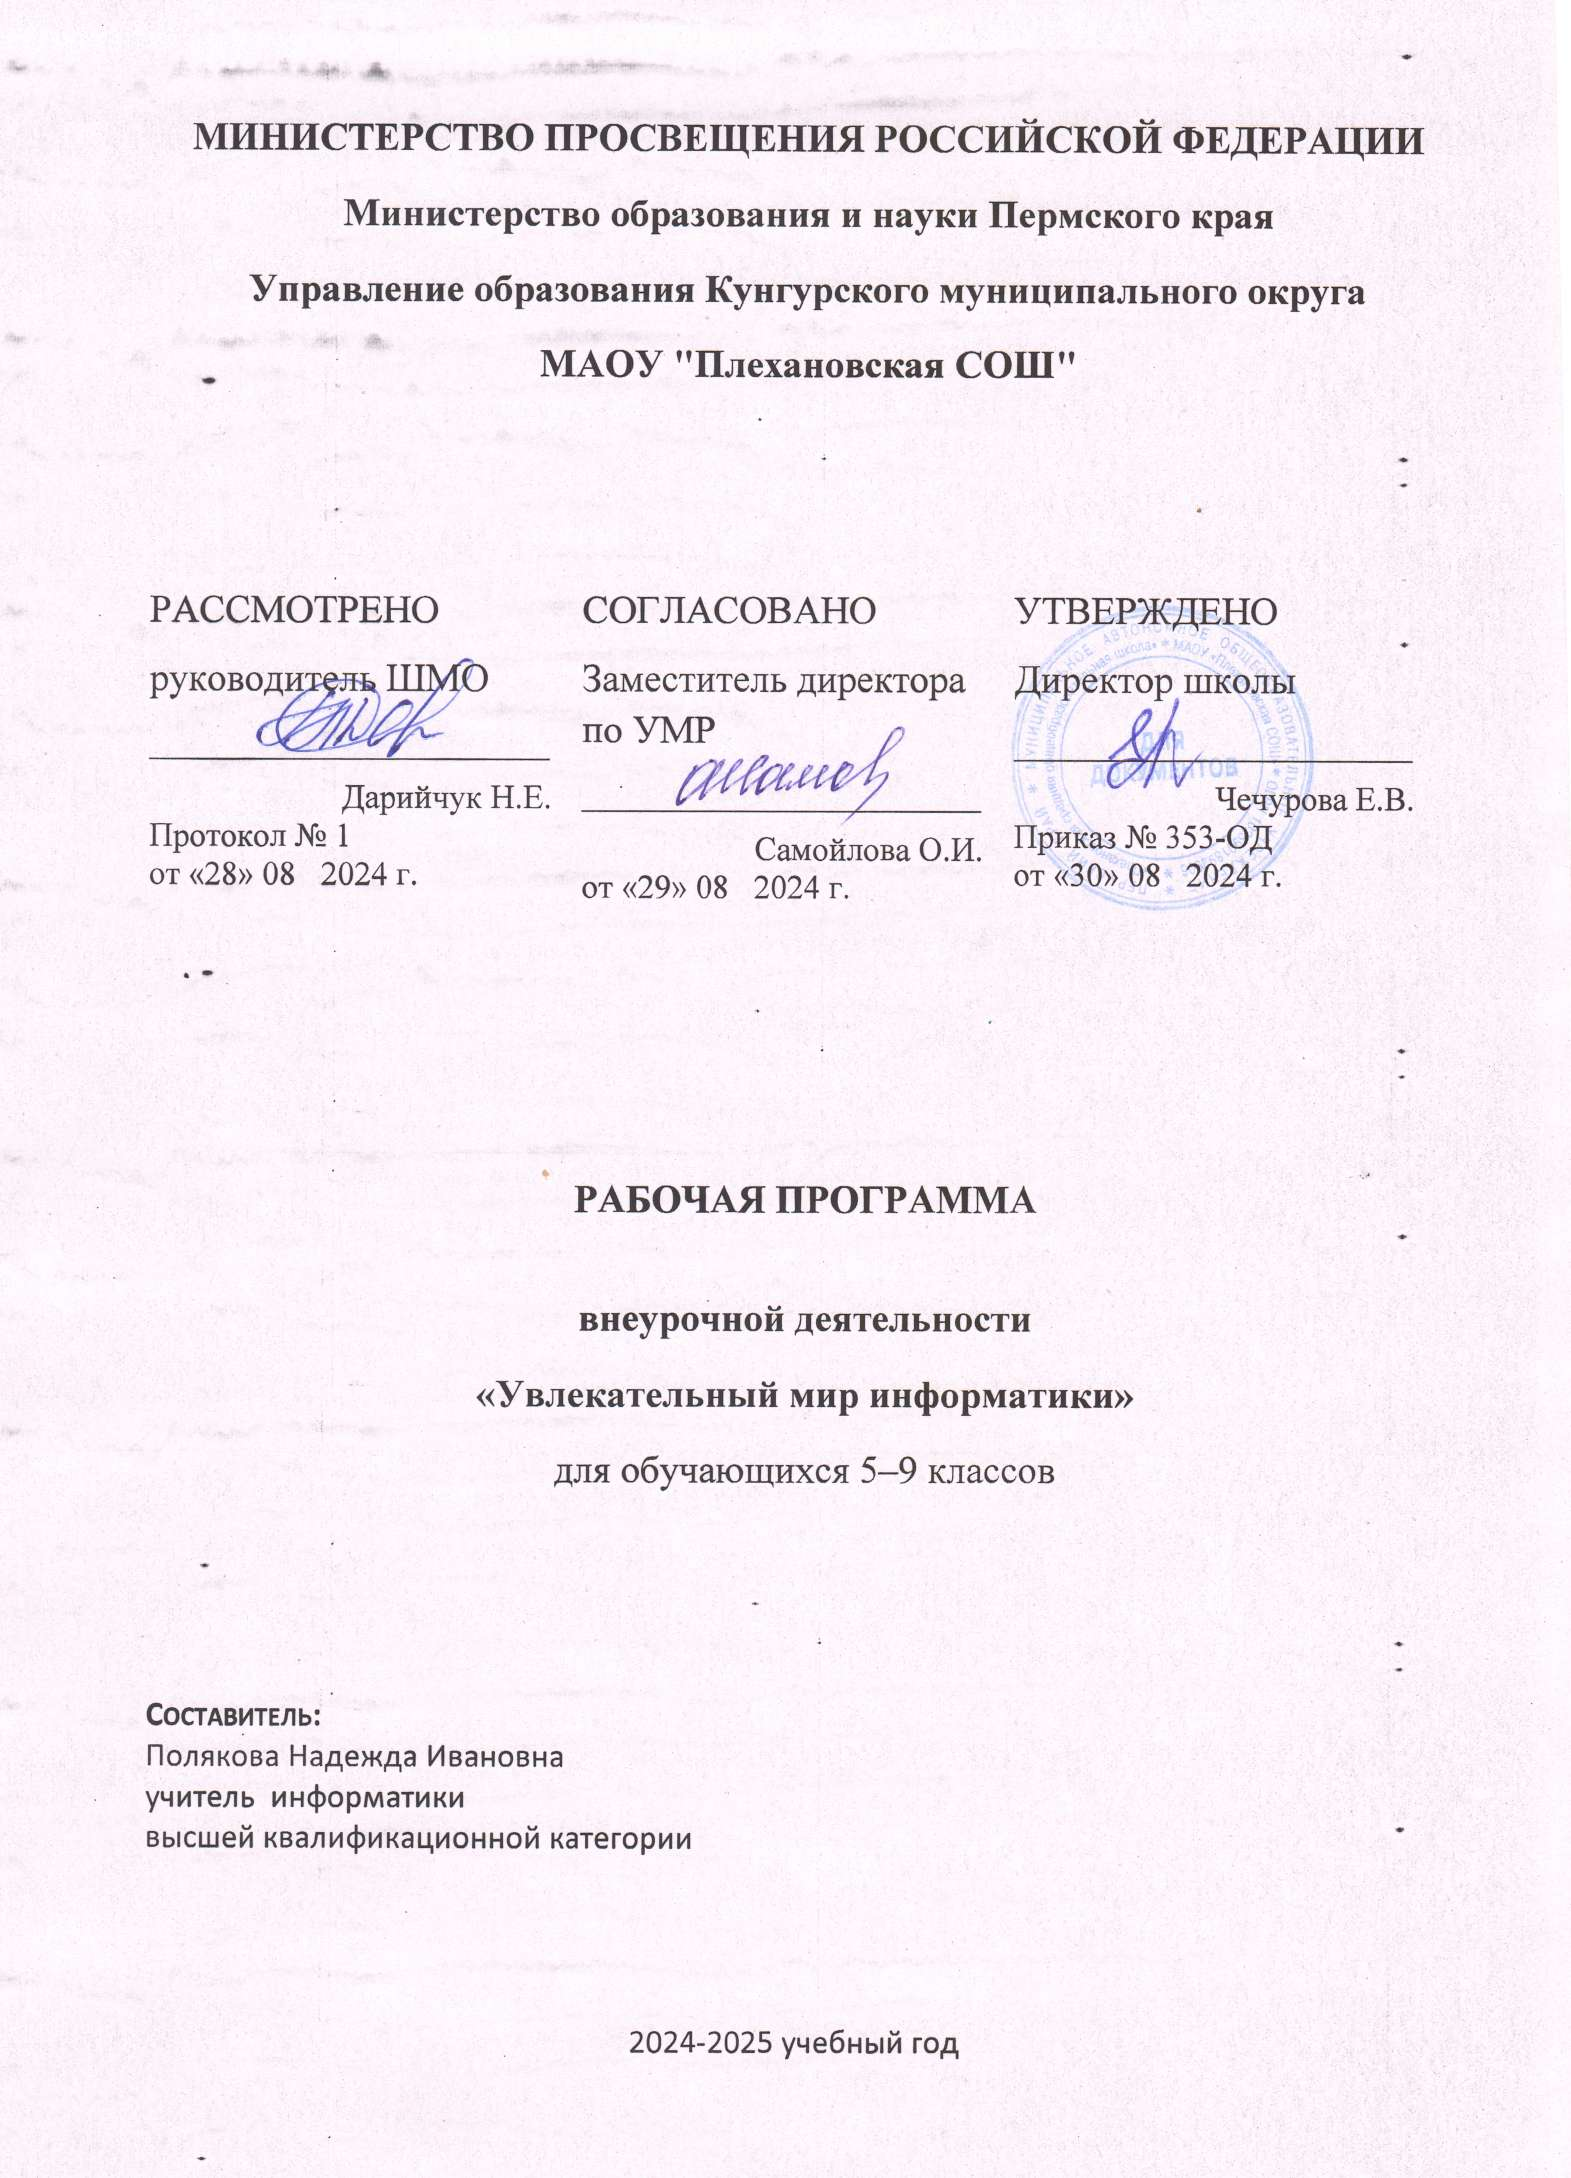 МИНИСТЕРСТВО ПРОСВЕЩЕНИЯ РОССИЙСКОЙ ФЕДЕРАЦИИ
Министерство образования и науки Пермского края
Управление образования Кунгурского муниципального округа
МАОУ "Плехановская СОШ"
РАССМОТРЕНО
руководитель ШМО
Дарийчук Н.Е.
Протокол № 1
от «28» 08 2024 г.
СОГЛАСОВАНО
Заместитель директора
по УМР
Самойлова О.И.
от «29» 08 2024 г.
УТВЕРЖДЕНО
Директор школы
ДЛЯ
ДОКУМЕНТОВ
Чечурова Е.В.
Приказ № 353-ОД
от «30» 08 2024 г.
РАБОЧАЯ ПРОГРАММА
внеурочной деятельности
«Увлекательный мир информатики»
для обучающихся 5–9 классов
СОСТАВИТЕЛЬ:
Полякова Надежда Ивановна
учитель информатики
высшей квалификационной категории
2024-2025 учебный год